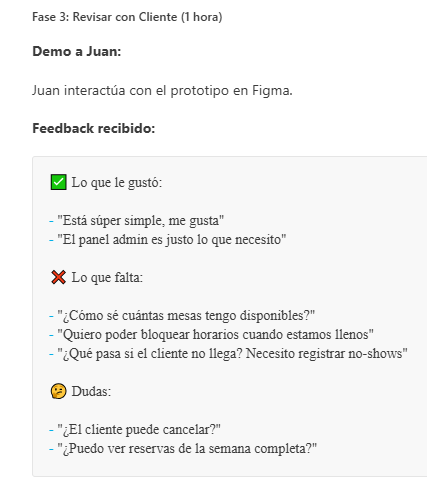 Fase 3: Revisar con Cliente (1 hora)
Demo a Juan:
Juan interactúa con el prototipo en Figma.
Feedback recibido:
✅ Lo que le gustó:
- "Está súper simple, me gusta"
- "El panel admin es justo lo que necesito"
❌ Lo que falta:
- "¿Cómo sé cuántas mesas tengo disponibles?"
- "Quiero poder bloquear horarios cuando estamos llenos"
- "¿Qué pasa si el cliente no llega? Necesito registrar no-shows"
🤔 Dudas:
- "¿El cliente puede cancelar?"
- "¿Puedo ver reservas de la semana completa?"